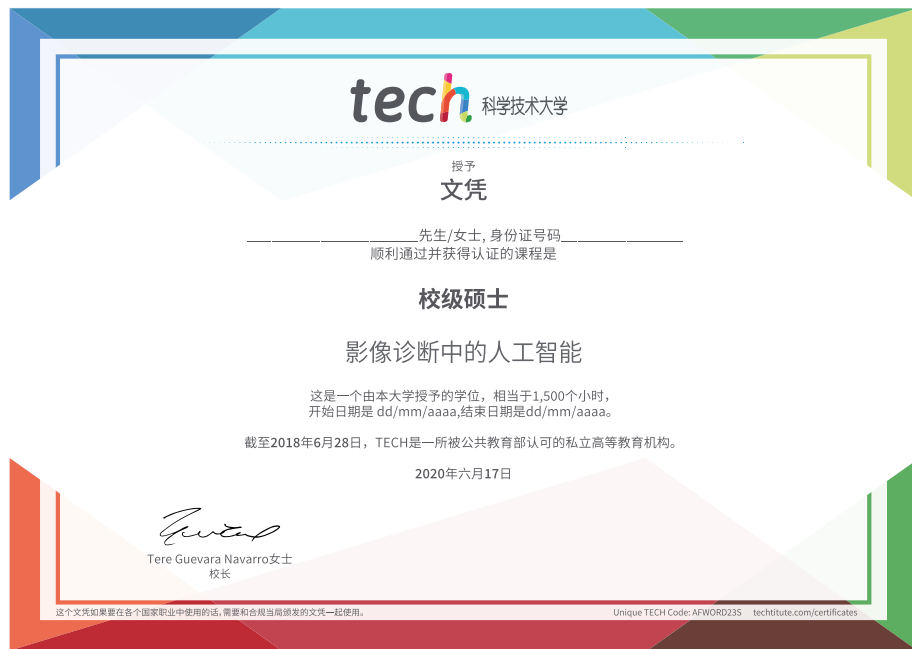 tech 科学技术大学
授予
文凭
先生/女士, 身份证号码
顺利通过并获得认证的课程是
校级硕士
影像诊断中的人工智能
这是一个由本大学授予的学位，相当于1,500个小时，
开始日期是 dd/mm/aaaa,结束日期是dd/mm/aaaa。
截至2018年6月28日，TECH是一所被公共教育部认可的私立高等教育机构。
2020年六月17日
Tere Guevara Navarro女士
校长
这个文凭如果要在各个国家职业中使用的话,需要和合规当局颁发的文凭一起使用。
Unique TECH Code: AFWORD23S techtitute.com/certificates